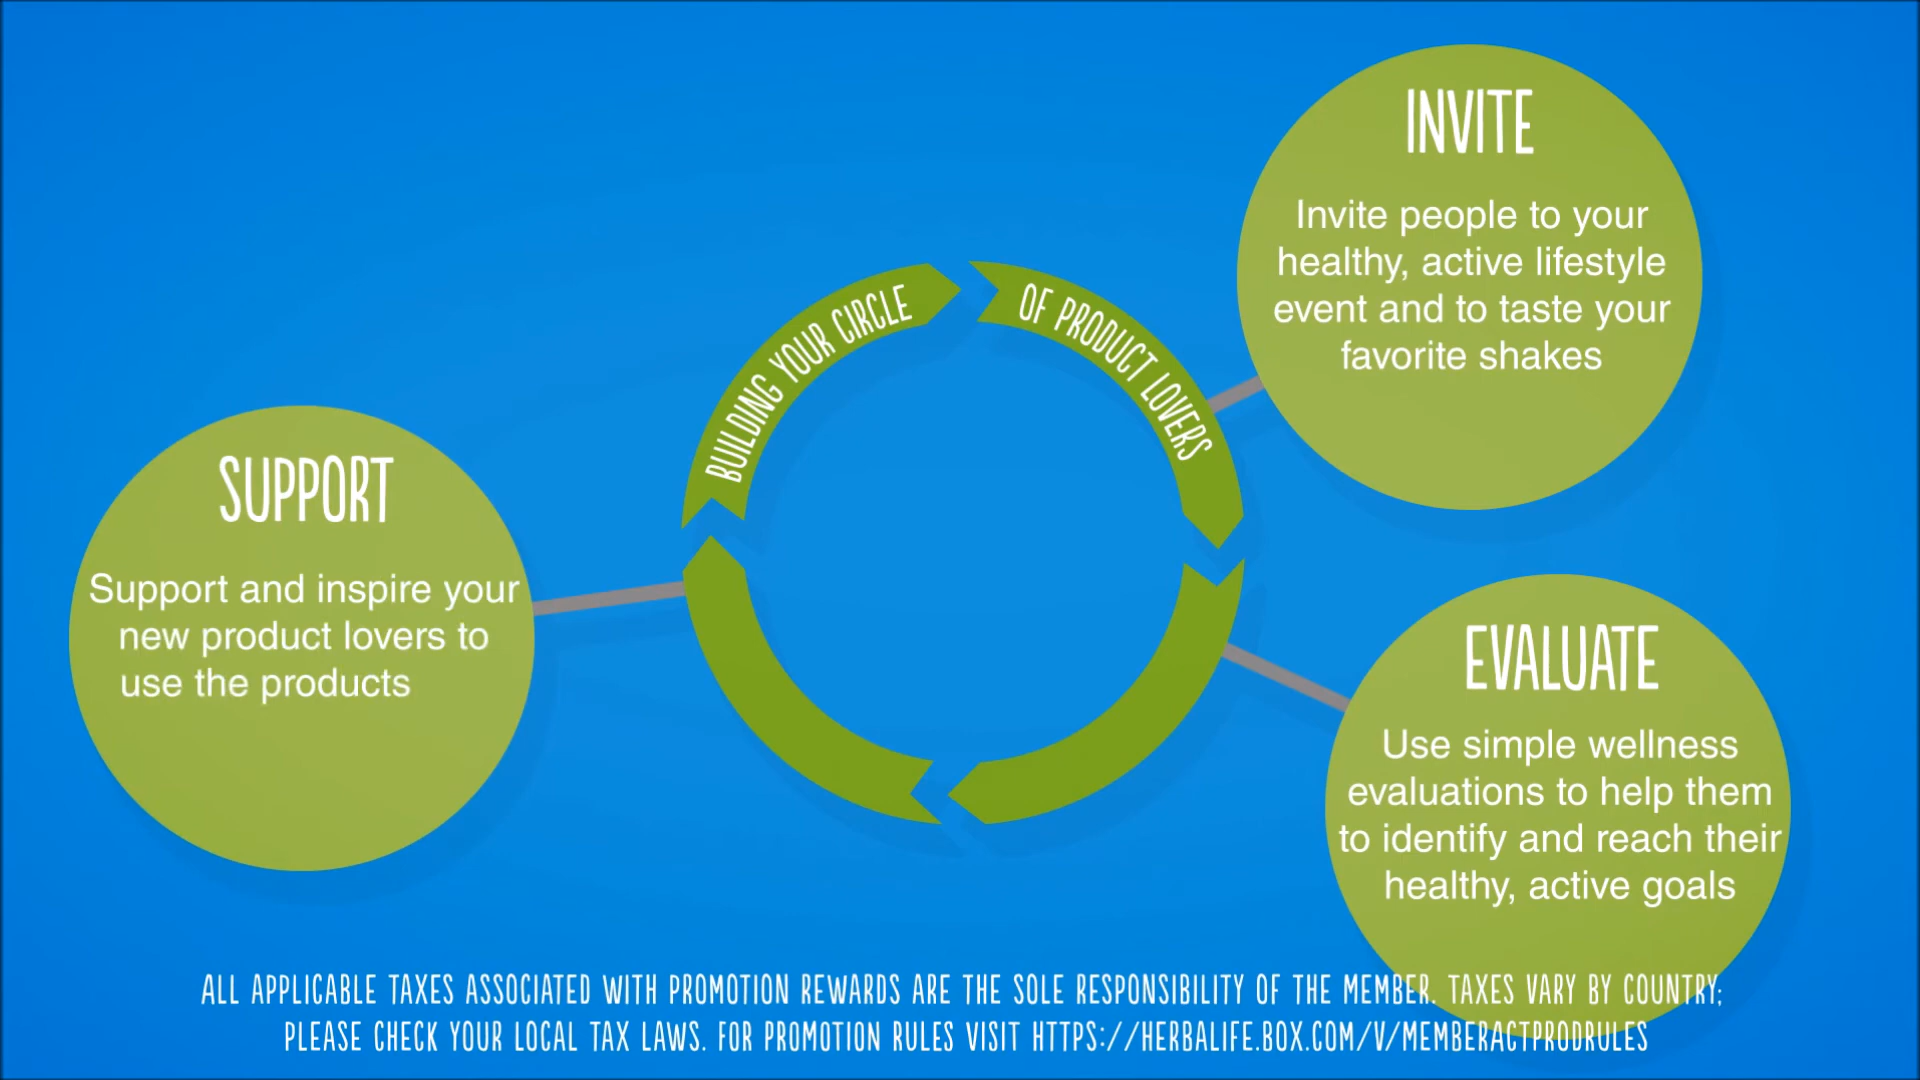 INVITE
Invite people to your
healthy, active lifestyle
event and to taste your
favorite shakes
BUILDING YOUR CIRCLE
OF PRODUCT LOVERS
SUPPORT
Support and inspire your
new product lovers to
use the products
EVALUATE
Use simple wellness
evaluations to help them
to identify and reach their
healthy, active goals
ALL APPLICABLE TAXES ASSOCIATED WITH PROMOTION REWARDS ARE THE SOLE RESPONSIBILITY OF THE MEMBER. TAXES VARY BY COUNTRY;
PLEASE CHECK YOUR LOCAL TAX LAWS. FOR PROMOTION RULES VISIT HTTPS://HERBALIFE.BOX.COM/V/MEMBERACTPRODRULES